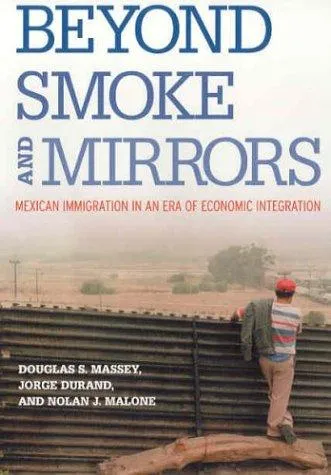 BEYOND
SMOKE
AND MIRRORS
MEXICAN IMMIGRATION IN AN ERA OF ECONOMIC INTEGRATION
DOUGLAS S. MASSEY,
JORGE DURAND,
AND NOLAN J. MALONE